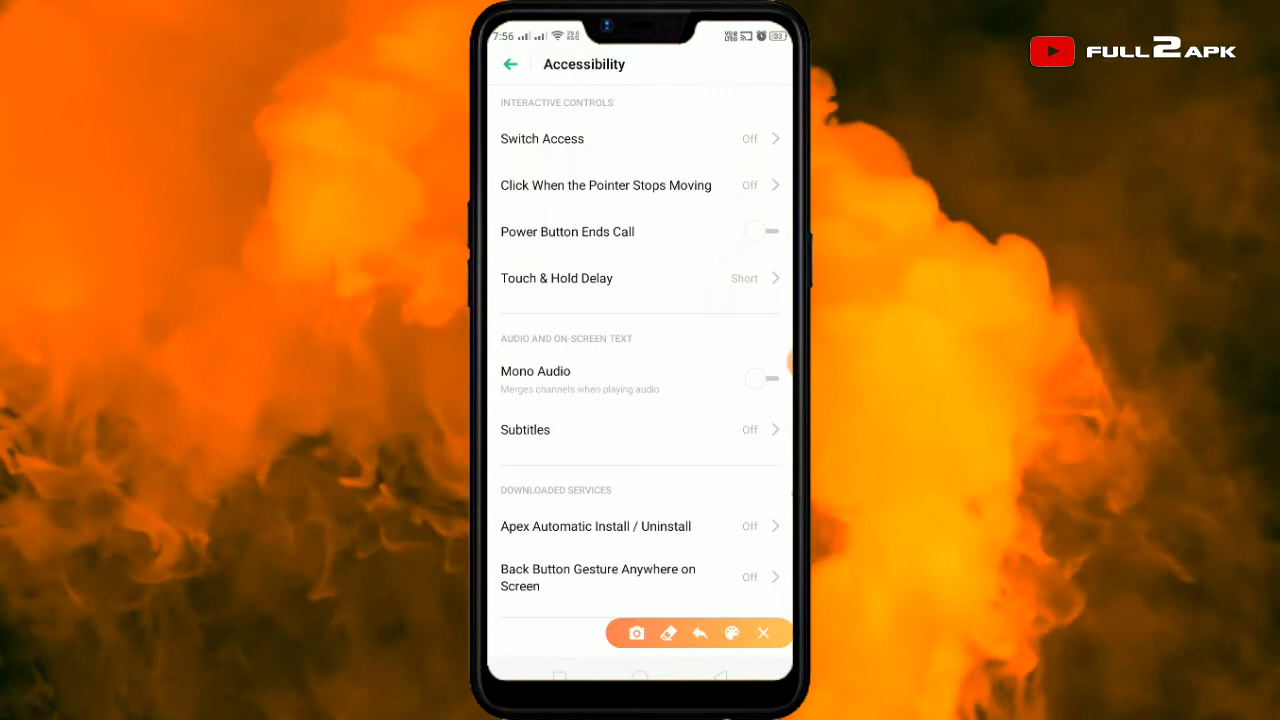 FULL2APK
7:56
83
Accessibility
INTERACTIVE CONTROLS
Switch Access Off
Click When the Pointer Stops Moving Off
Power Button Ends Call
Touch & Hold Delay Short
AUDIO AND ON-SCREEN TEXT
Mono Audio
Merges channels when playing audio
Subtitles Off
DOWNLOADED SERVICES
Apex Automatic Install / Uninstall Off
Back Button Gesture Anywhere on
Screen Off